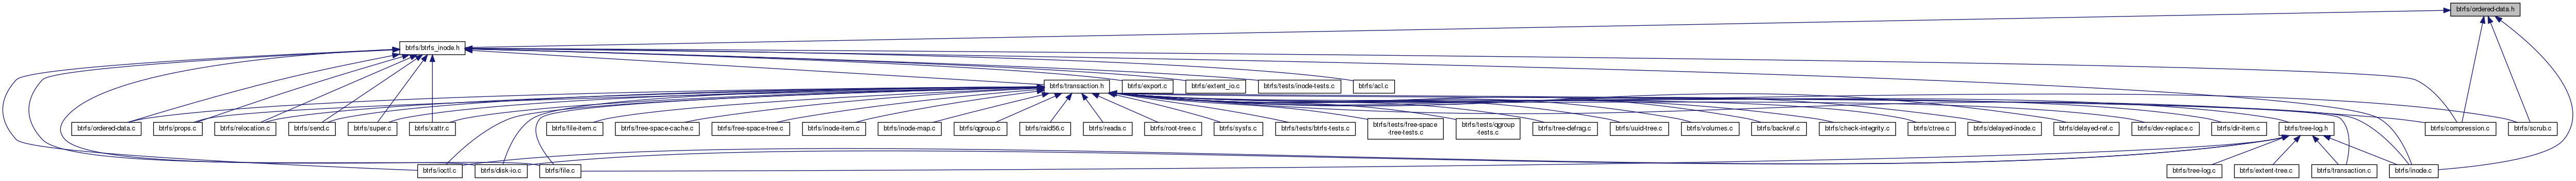 btrfs/ordered-data.h
btrfs/btrfs_inode.h
btrfs/transaction.h
btrfs/export.c
btrfs/extent_io.c
btrfs/tests/inode-tests.c
btrfs/acl.c
btrfs/ordered-data.c
btrfs/props.c
btrfs/relocation.c
btrfs/send.c
btrfs/super.c
btrfs/xattr.c
btrfs/file-item.c
btrfs/free-space-cache.c
btrfs/free-space-tree.c
btrfs/inode-item.c
btrfs/inode-map.c
btrfs/qgroup.c
btrfs/raid56.c
btrfs/reada.c
btrfs/root-tree.c
btrfs/sysfs.c
btrfs/tests/btrfs-tests.c
btrfs/tests/free-space
-tree-tests.c
btrfs/tests/qgroup
-tests.c
btrfs/tree-defrag.c
btrfs/uuid-tree.c
btrfs/volumes.c
btrfs/backref.c
btrfs/check-integrity.c
btrfs/ctree.c
btrfs/delayed-inode.c
btrfs/delayed-ref.c
btrfs/dev-replace.c
btrfs/dir-item.c
btrfs/tree-log.h
btrfs/compression.c
btrfs/scrub.c
btrfs/ioctl.c
btrfs/disk-io.c
btrfs/file.c
btrfs/tree-log.c
btrfs/extent-tree.c
btrfs/transaction.c
btrfs/inode.c